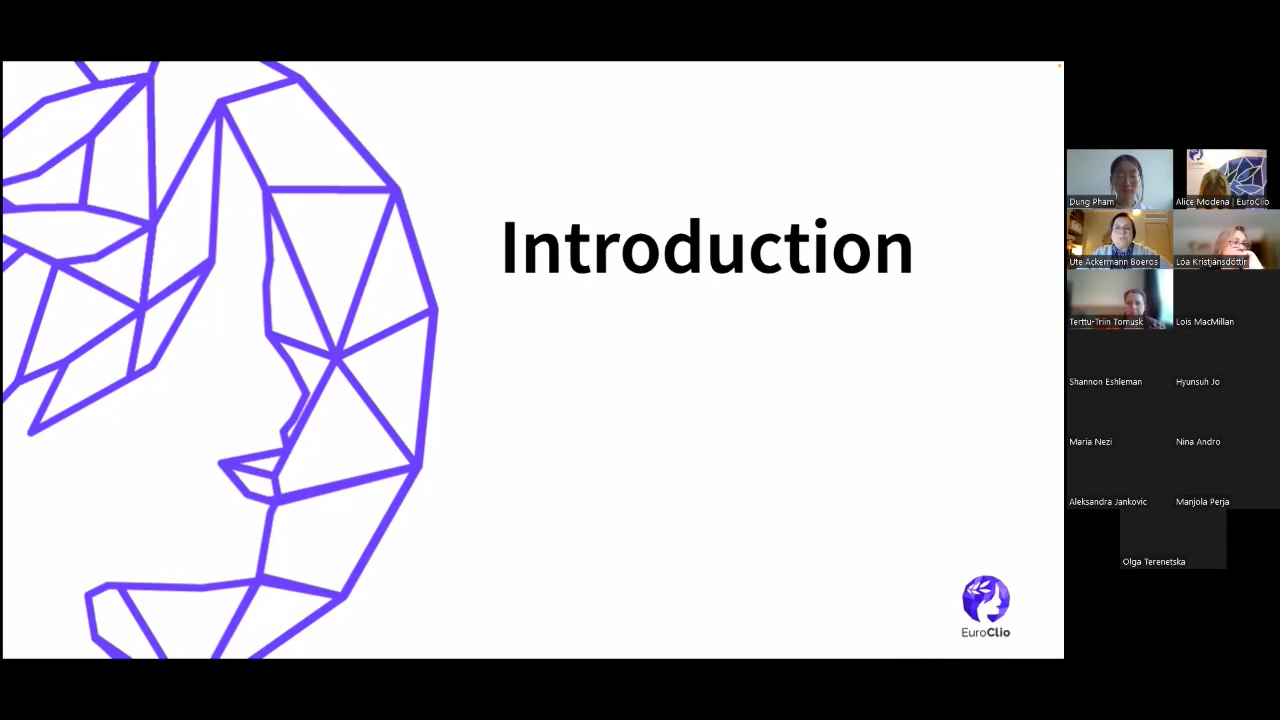 Introduction
EuroClio
Dung Pham
Alice Modena | EuroClio
Ute Ackermann Boeros
Lóa Kristjánsdóttir
Terttu-Triin Tomusk
Lois MacMillan
Shannon Eshleman
Hyunsuh Jo
Maria Nezi
Nina Andro
Aleksandra Jankovic
Manjola Perja
Olga Terenetska